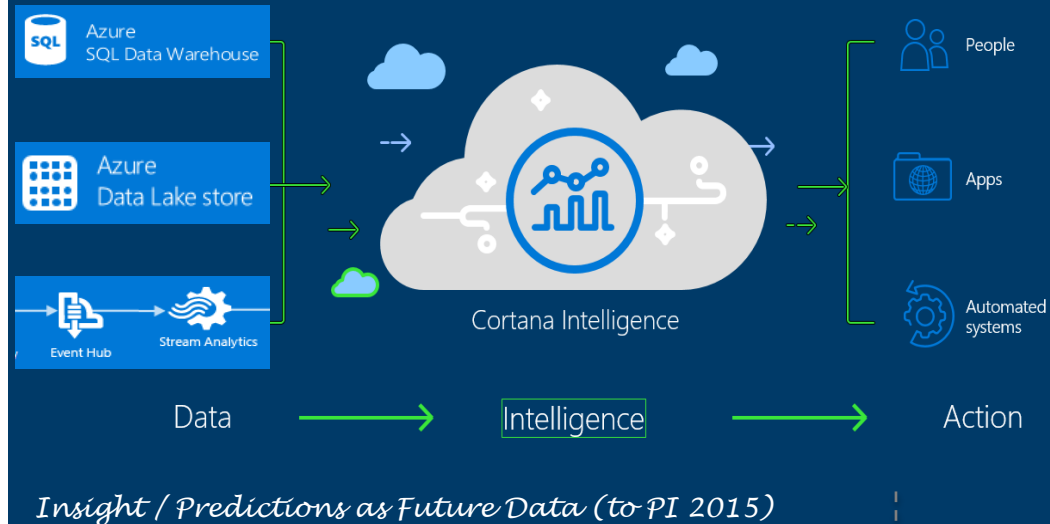 SQL
Azure
SQL Data Warehouse
Azure
Data Lake store
Event Hub
Stream Analytics
Cortana Intelligence
People
Apps
Automated
systems
Data
Intelligence
Action
Insight / Predictions as Future Data (to PI 2015)